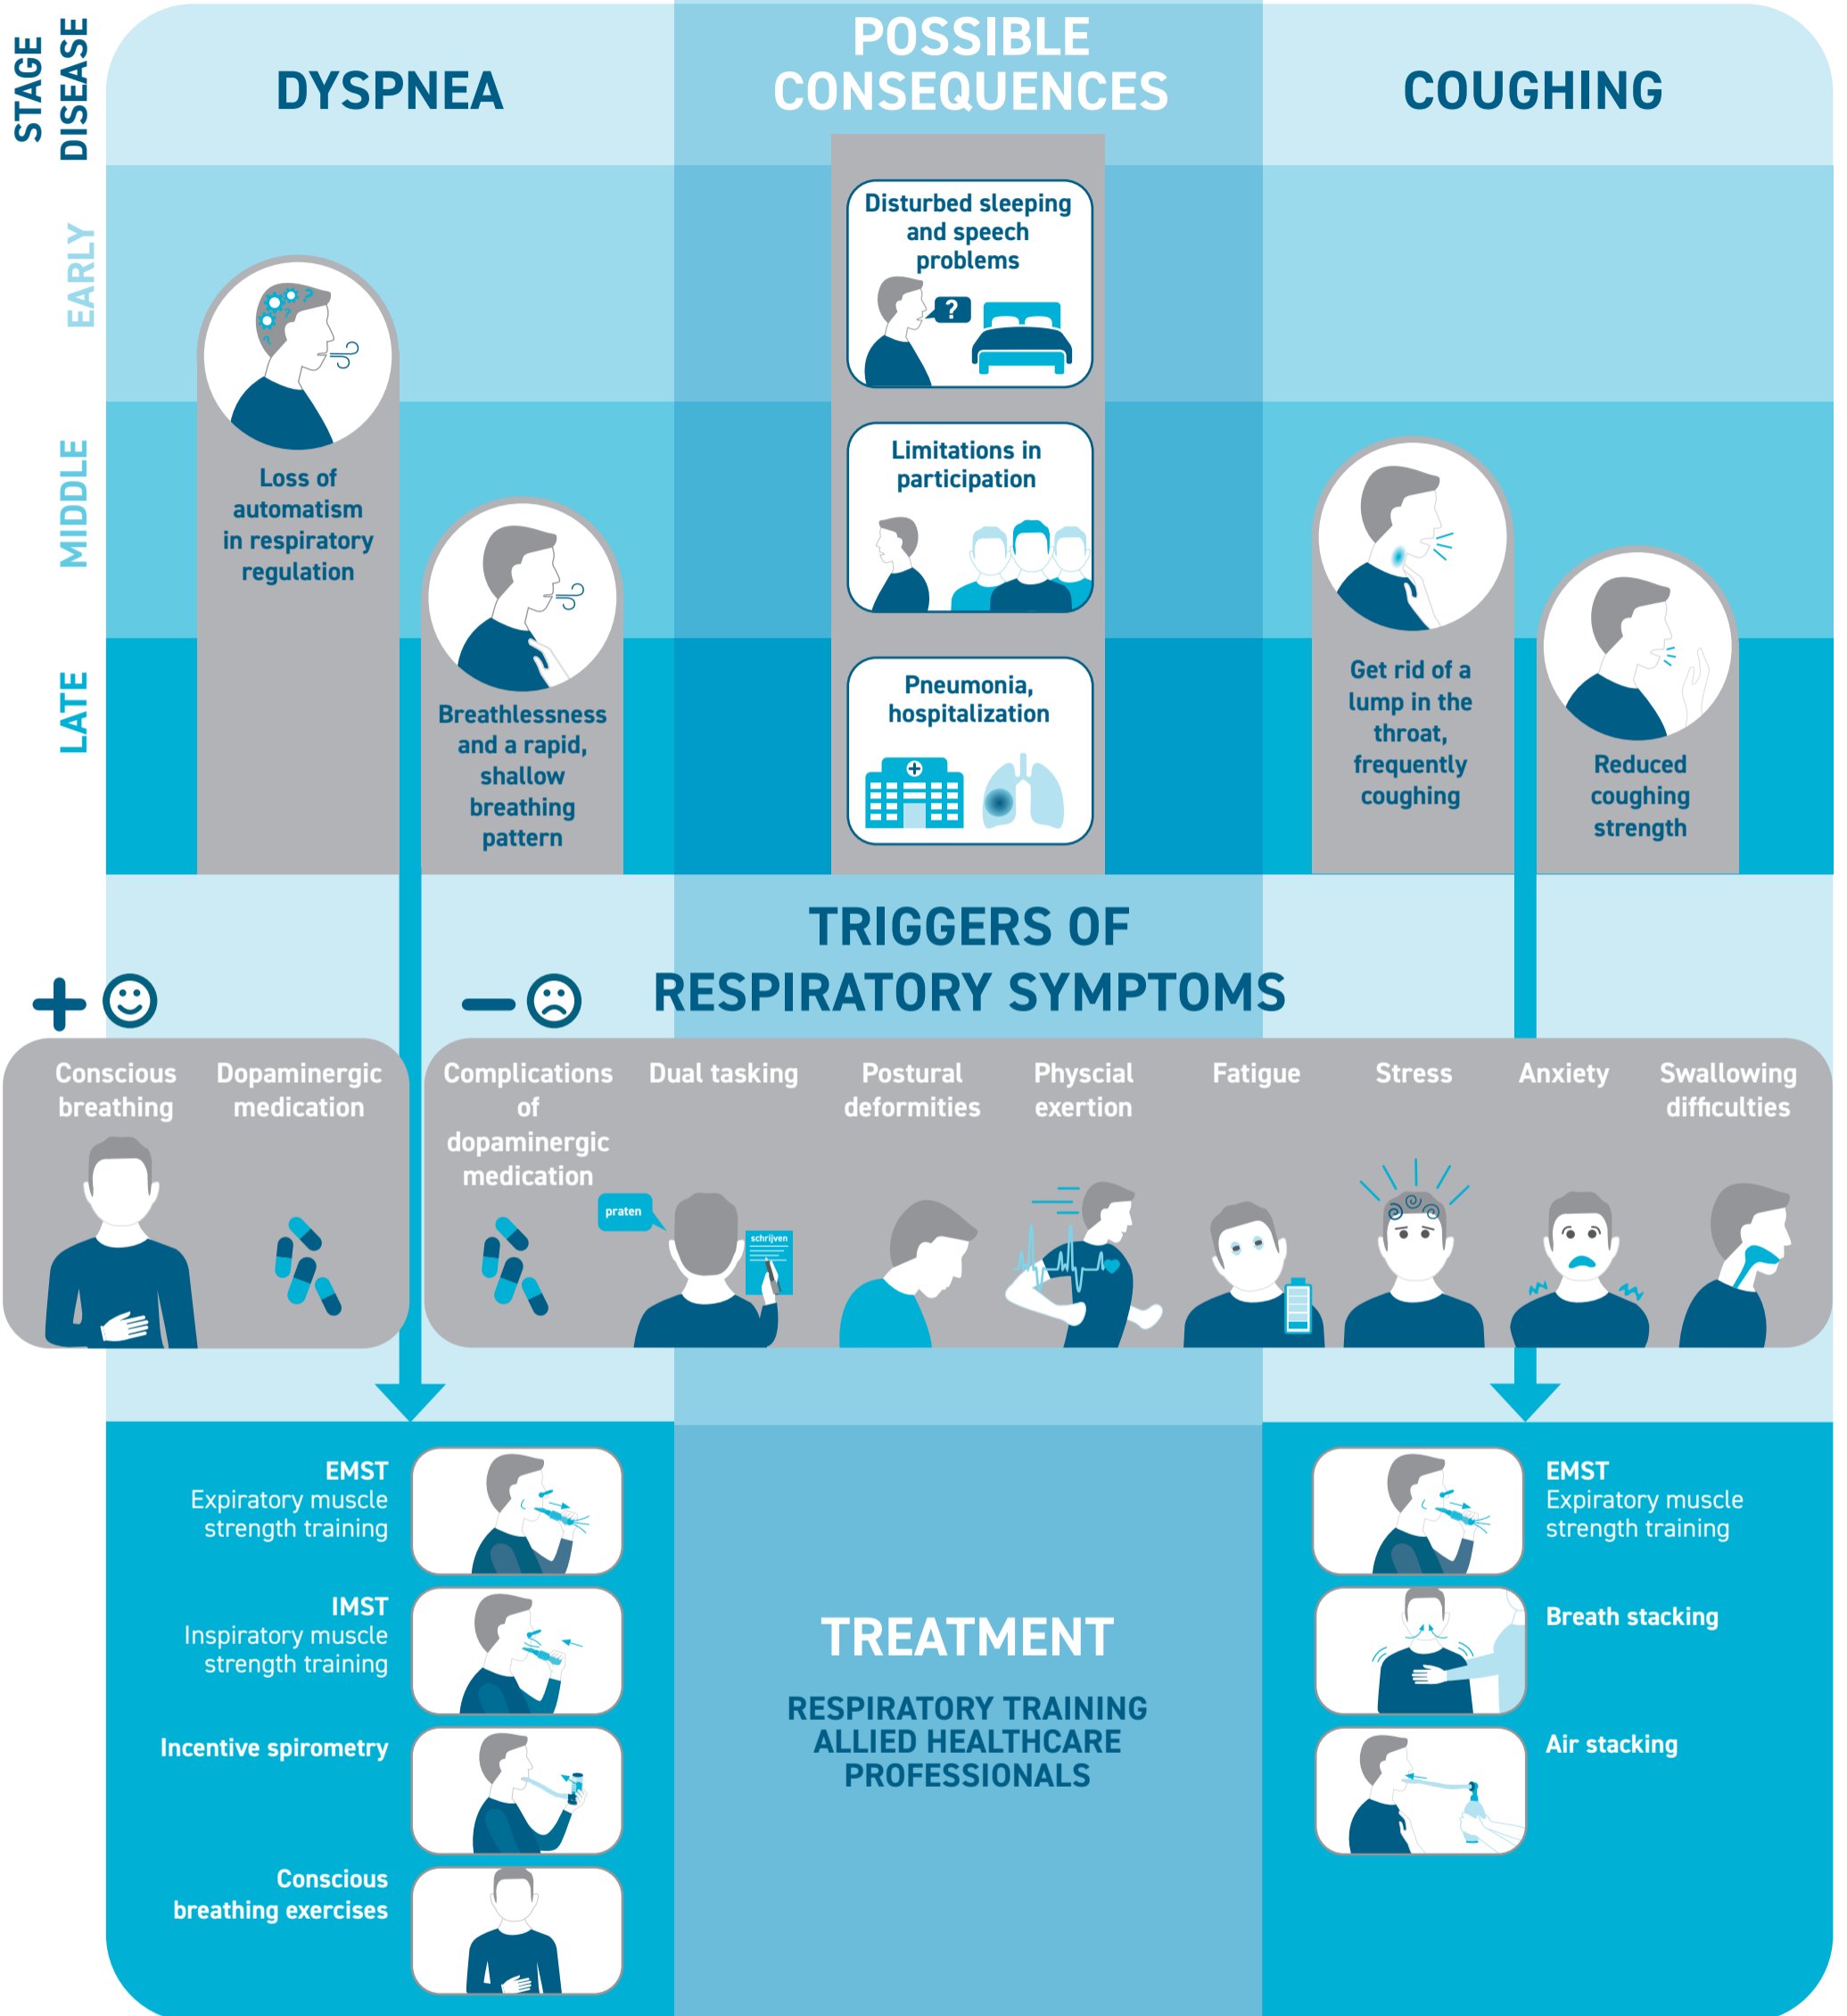 STAGE
DISEASE
DYSPNEA
POSSIBLE
CONSEQUENCES
COUGHING
EARLY
MIDDLE
LATE
Loss of
automatism
in respiratory
regulation
Breathlessness
and a rapid,
shallow
breathing
pattern
Disturbed sleeping
and speech
problems
?
Limitations in
participation
Pneumonia,
hospitalization
Get rid of a
lump in the
throat,
frequently
coughing
Reduced
coughing
strength
TRIGGERS OF
RESPIRATORY SYMPTOMS
Conscious
breathing
Dopaminergic
medication
Complications
of
dopaminergic
medication
Dual tasking
praten
schrijven
Postural
deformities
Physcial
exertion
Fatigue
Stress
Anxiety
Swallowing
difficulties
EMST
Expiratory muscle
strength training
IMST
Inspiratory muscle
strength training
Incentive spirometry
Conscious
breathing exercises
TREATMENT
RESPIRATORY TRAINING
ALLIED HEALTHCARE
PROFESSIONALS
EMST
Expiratory muscle
strength training
Breath stacking
Air stacking